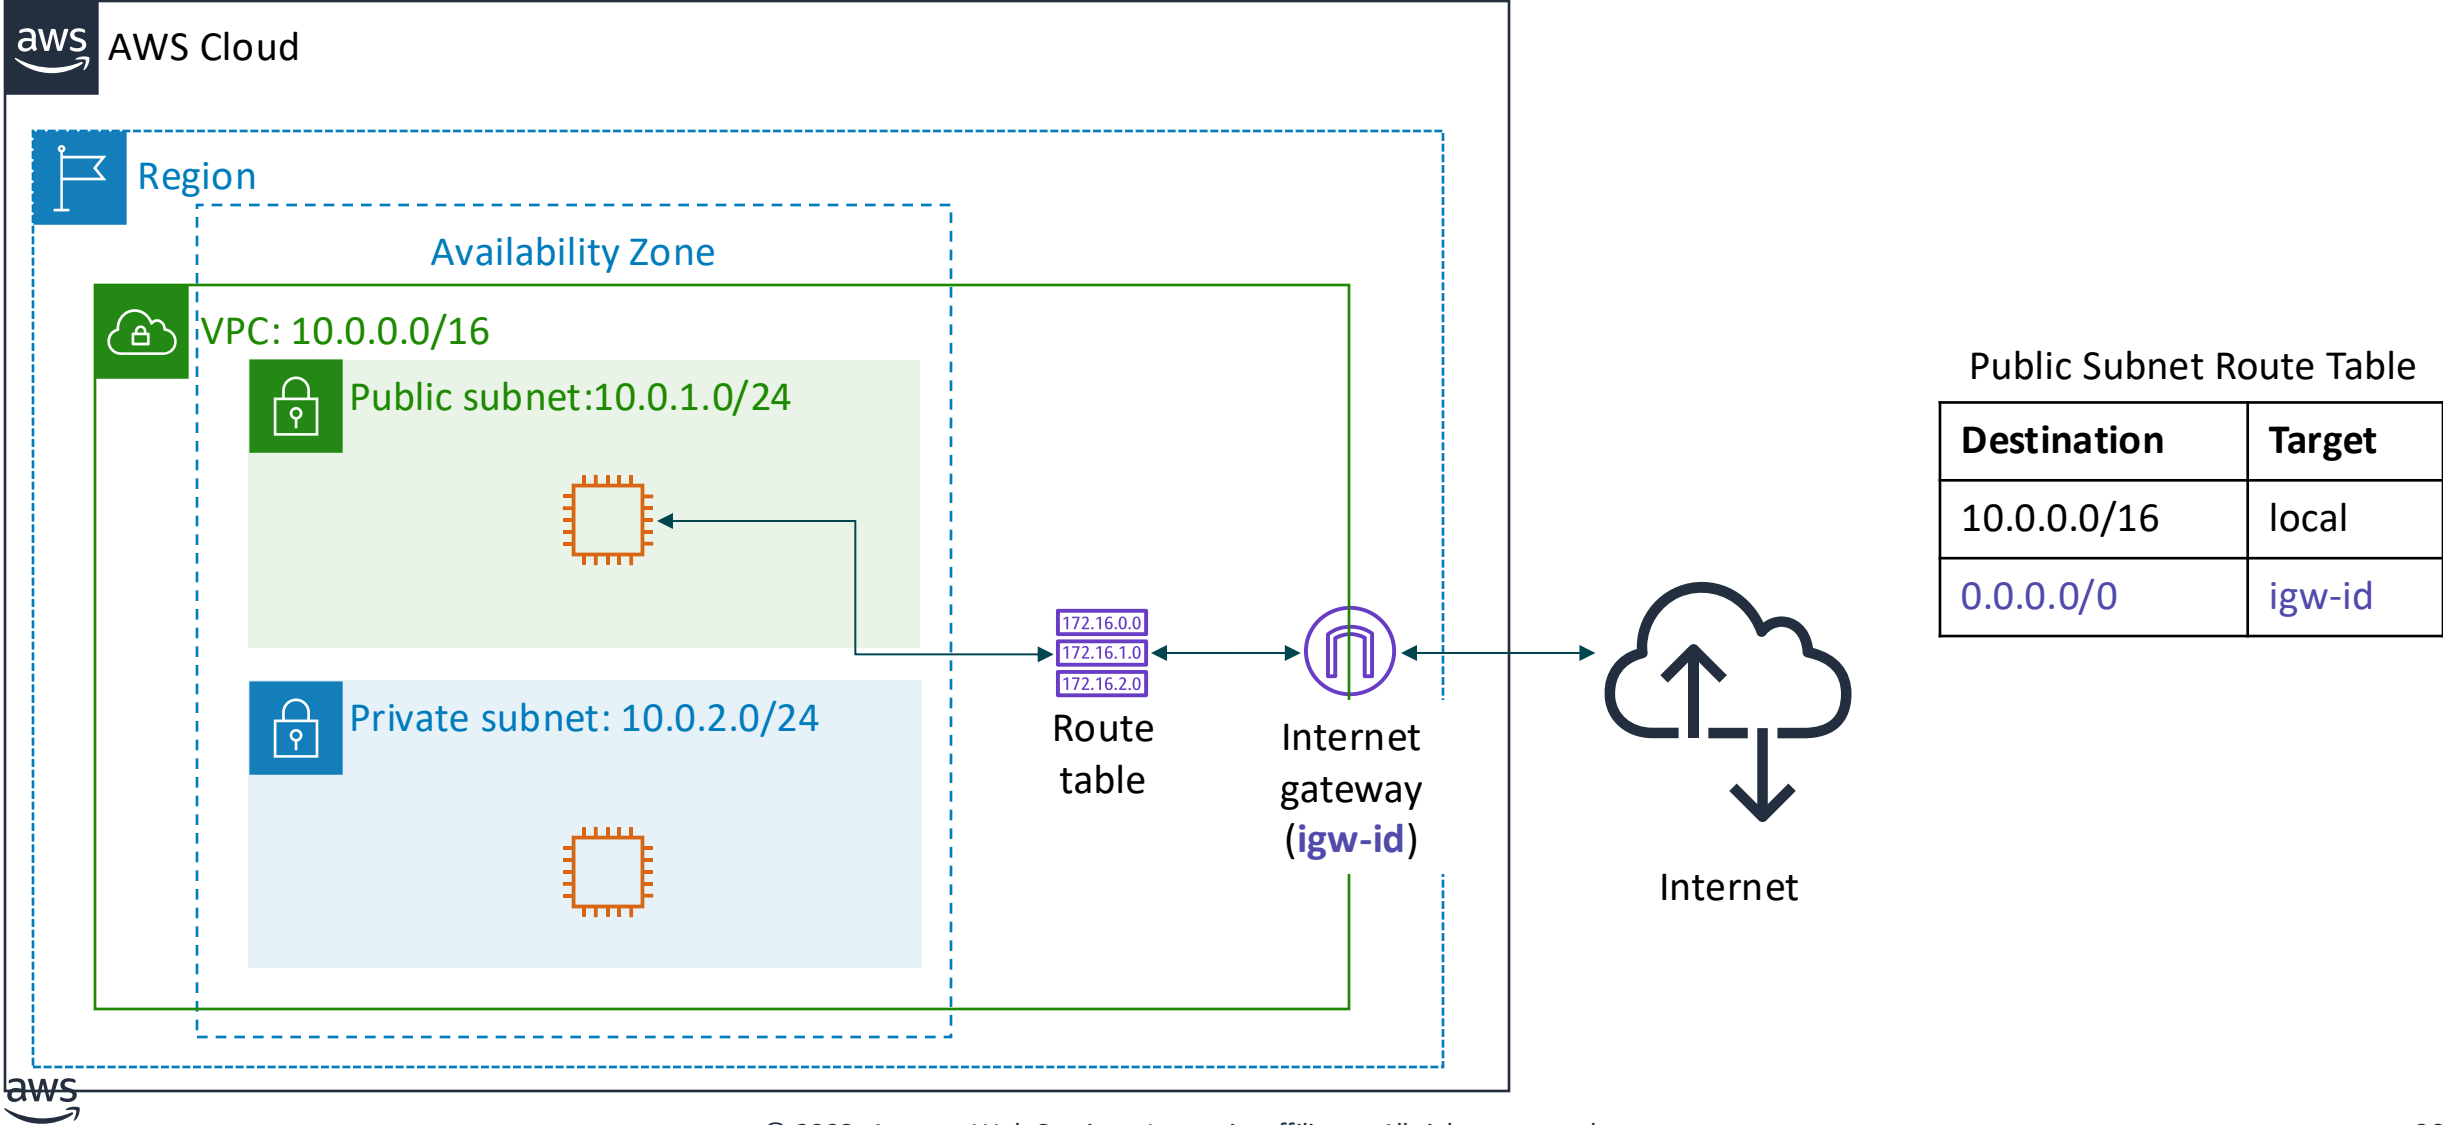 aws
AWS Cloud
Region
Availability Zone
VPC: 10.0.0.0/16
Public subnet:10.0.1.0/24
Private subnet: 10.0.2.0/24
172.16.0.0
172.16.1.0
172.16.2.0
Route
table
Internet
gateway
(igw-id)
Internet
Public Subnet Route Table
Destination Target
10.0.0.0/16 local
0.0.0.0/0 igw-id
aws